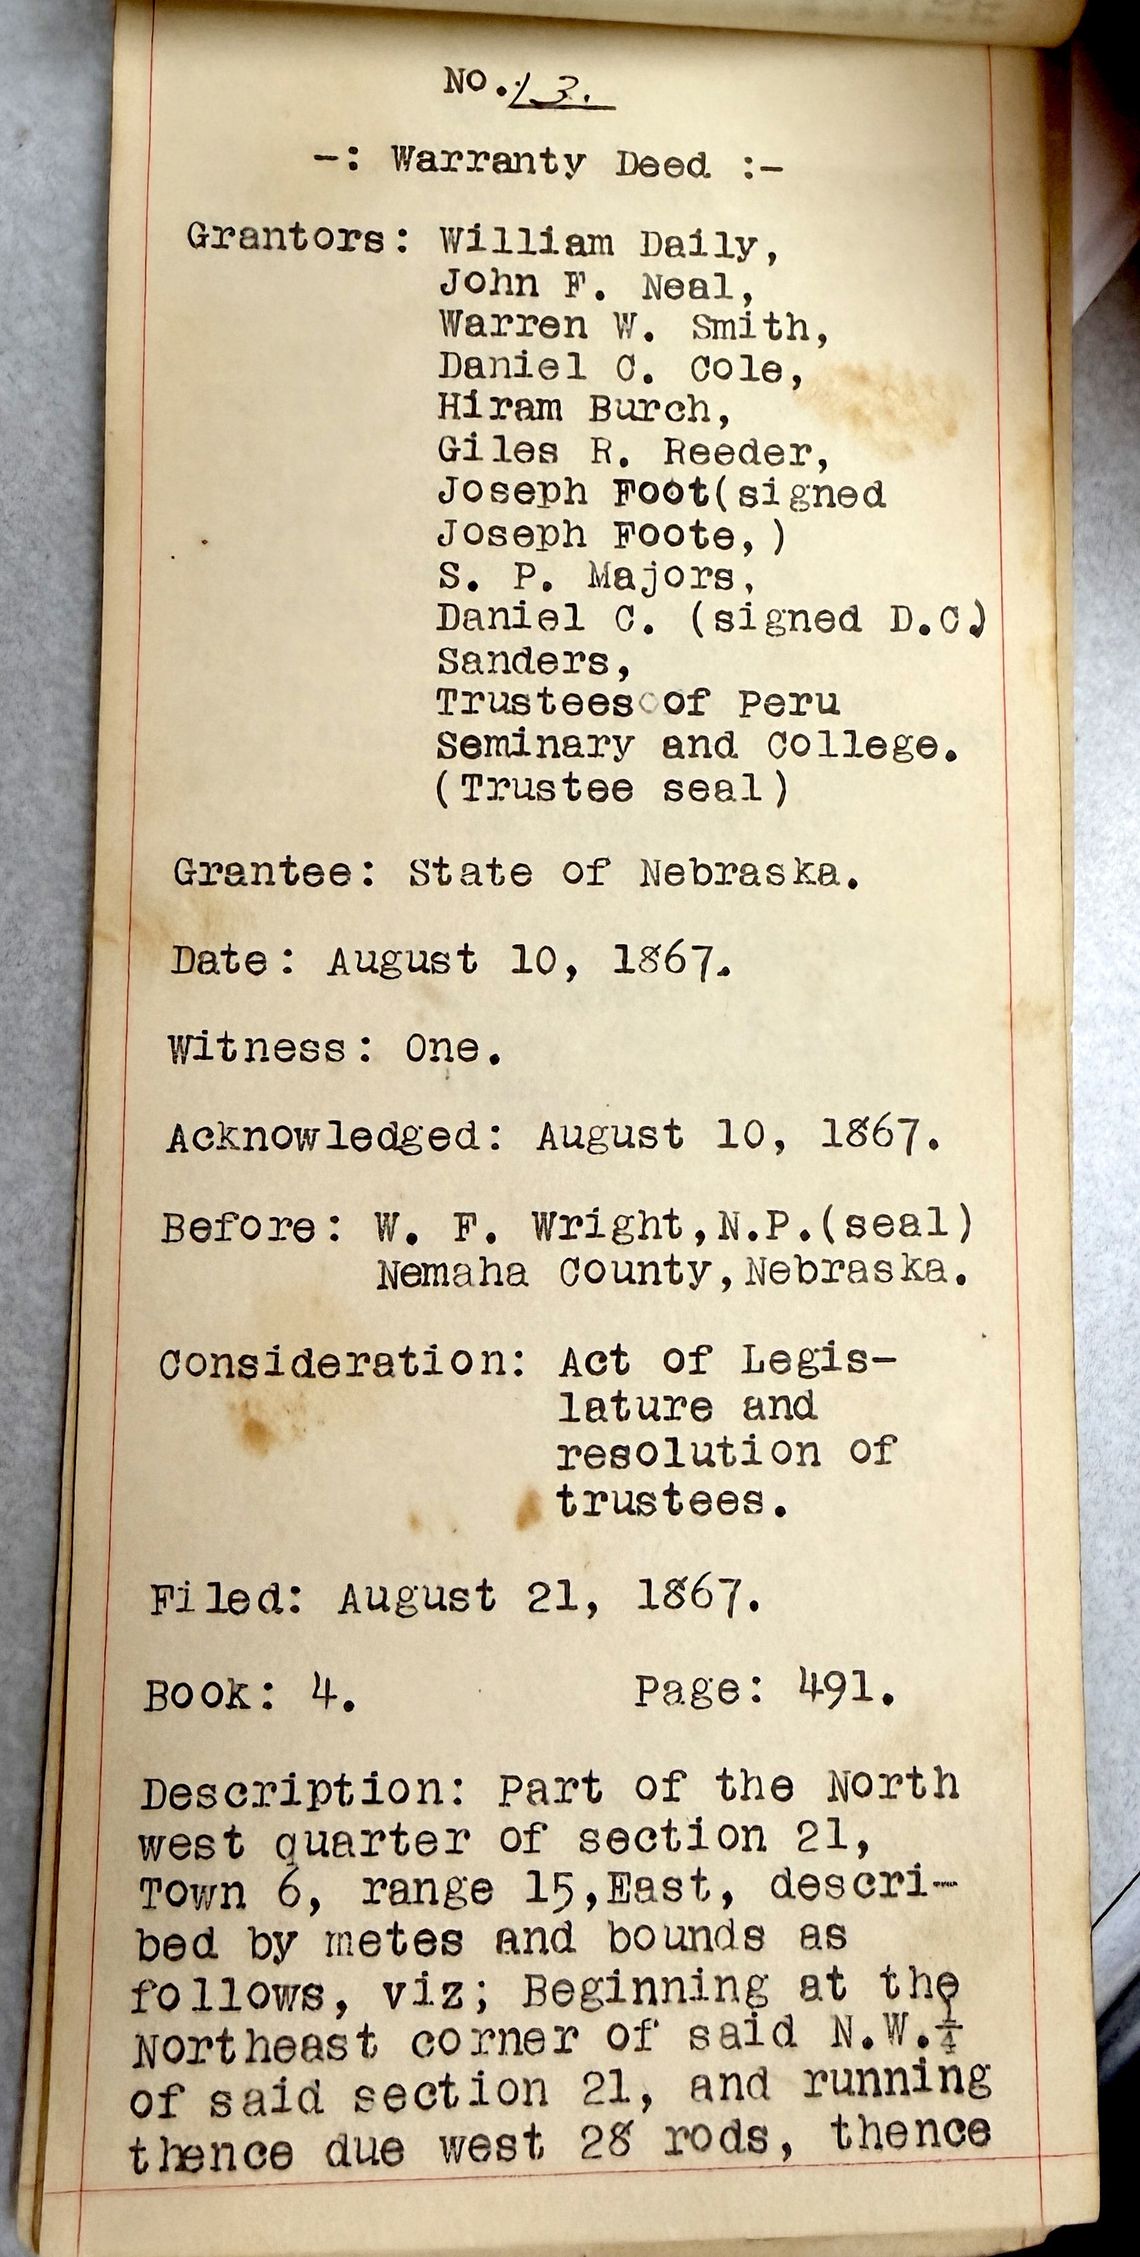 No. 13.
-: Warranty Deed :-
Grantors: William Daily,
John F. Neal,
Warren W. Smith,
Daniel C. Cole,
Hiram Burch,
Giles R. Reeder,
Joseph Foot(signed
Joseph Foote,)
S. P. Majors,
Daniel C. (signed D.C.)
Sanders,
Trustees of Peru
Seminary and College.
(Trustee seal)
Grantee: State of Nebraska.
Date: August 10, 1867.
Witness: One.
Acknowledged: August 10, 1867.
Before: W. F. Wright,N.P.(seal)
Nemaha County,Nebraska.
Consideration: Act of Legis-
lature and
resolution of
trustees.
Filed: August 21, 1867.
Book: 4. Page: 491.
Description: Part of the North
west quarter of section 21,
Town 6, range 15,East, descri-
bed by metes and bounds as
follows, viz; Beginning at the
Northeast corner of said N.W.¼
of said section 21, and running
thence due west 28 rods, thence